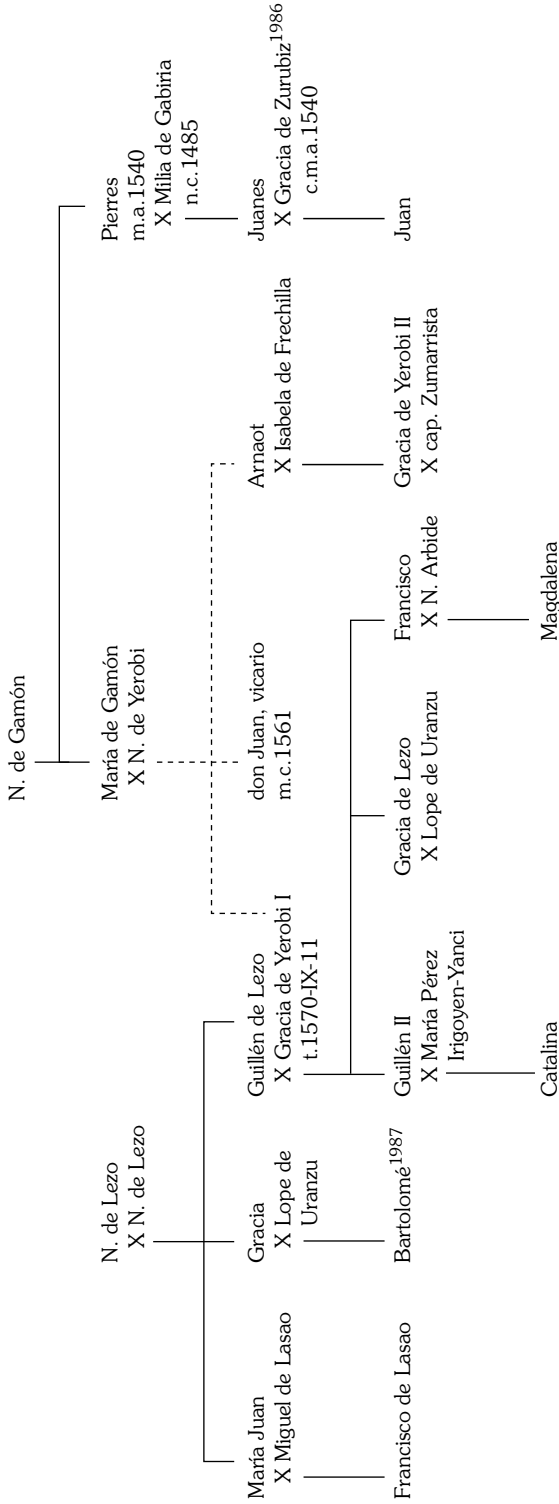 N. de Gamón
N. de Lezo
X N. de Lezo
María de Gamón
X N. de Yerobi
Pierres
m.a.1540
X Milia de Gabiria
n.c.1485
María Juan
X Miguel de Lasao
Gracia
X Lope de
Uranzu
Guillén de Lezo
X Gracia de Yerobi I
t.1570-IX-11
don Juan, vicario
m.c.1561
Arnaot
X Isabela de Frechilla
Juanes
X Gracia de Zurubiz1986
c.m.a.1540
Francisco de Lasao
Bartolomé1987
Guillén II
X María Pérez
Irigoyen-Yanci
Gracia de Lezo
X Lope de Uranzu
Francisco
X N. Arbide
Gracia de Yerobi II
X cap. Zumarrista
Juan
Catalina
Magdalena